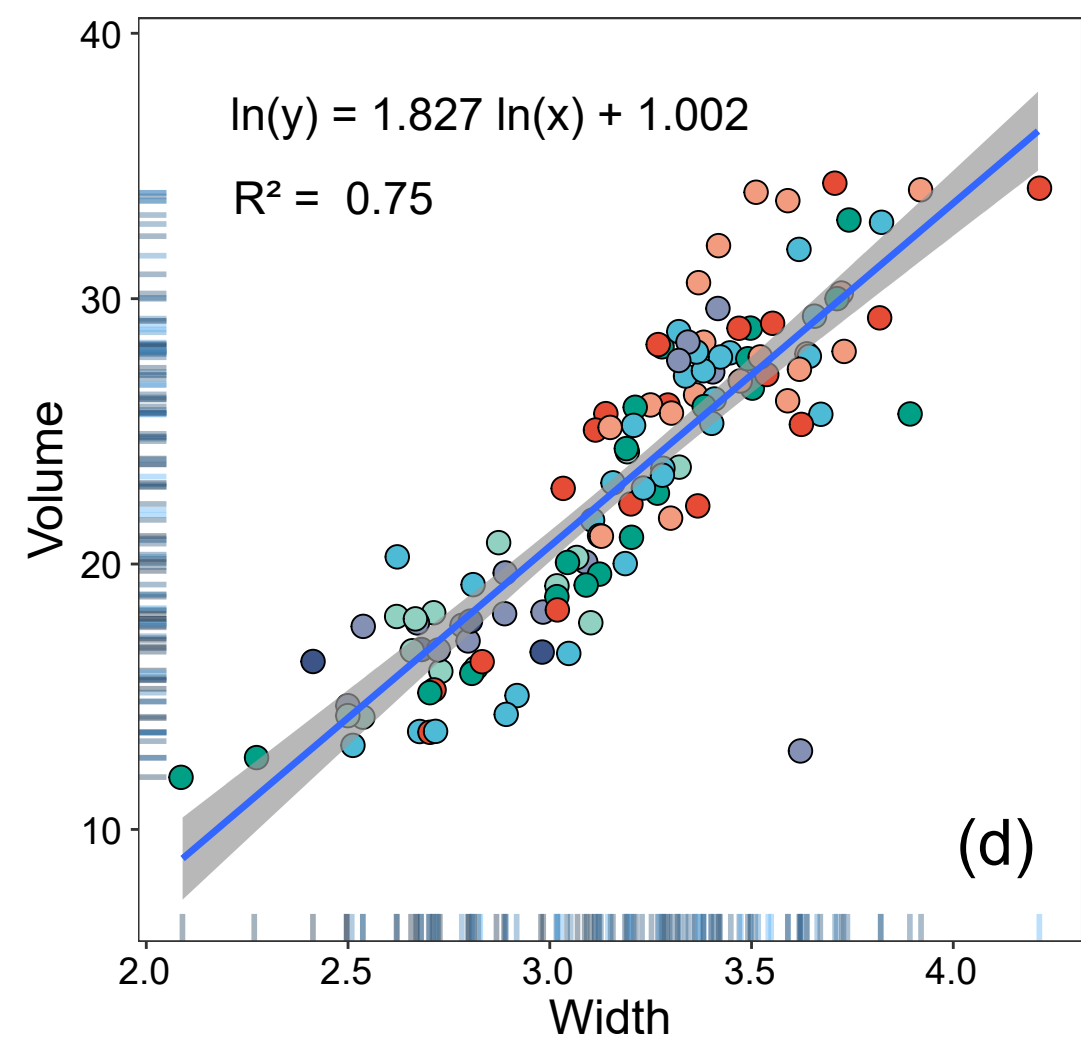 40
ln(y) = 1.827 ln(x) + 1.002
R² = 0.75
30
Volume
20
10
(d)
2.0 2.5 3.0 3.5 4.0
Width